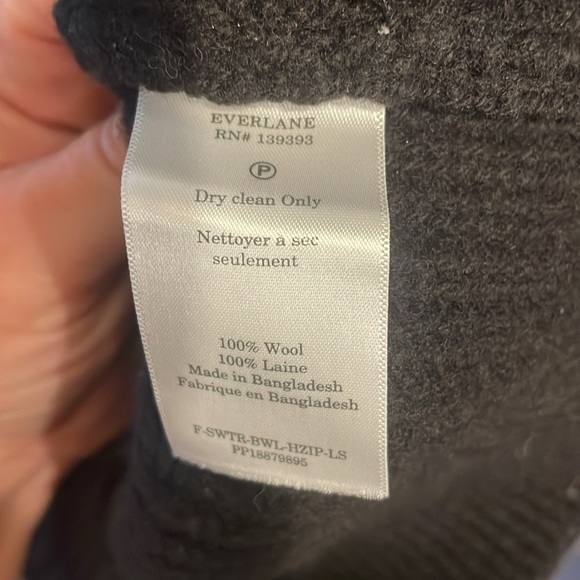 EVERLANE
RN# 139393
P
Dry clean Only
Nettoyer à sec
seulement
100% Wool
100% Laine
Made in Bangladesh
Fabrique en Bangladesh
F-SWTR-BWL-HZIP-LS
PP18879895